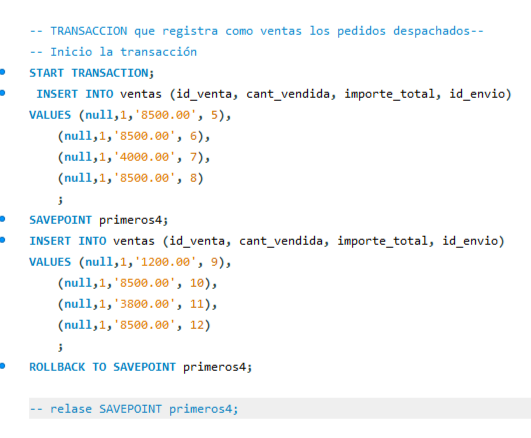 -- TRANSACCION que registra como ventas los pedidos despachados--
-- Inicio la transacción
START TRANSACTION;
INSERT INTO ventas (id_venta, cant_vendida, importe_total, id_envio)
VALUES (null,1,'8500.00', 5),
(null,1,'8500.00', 6),
(null,1,'4000.00', 7),
(null,1,'8500.00', 8)
;
SAVEPOINT primeros4;
INSERT INTO ventas (id_venta, cant_vendida, importe_total, id_envio)
VALUES (null,1,'1200.00', 9),
(null,1,'8500.00', 10),
(null,1,'3800.00', 11),
(null,1,'8500.00', 12)
;
ROLLBACK TO SAVEPOINT primeros4;
-- relase SAVEPOINT primeros4;